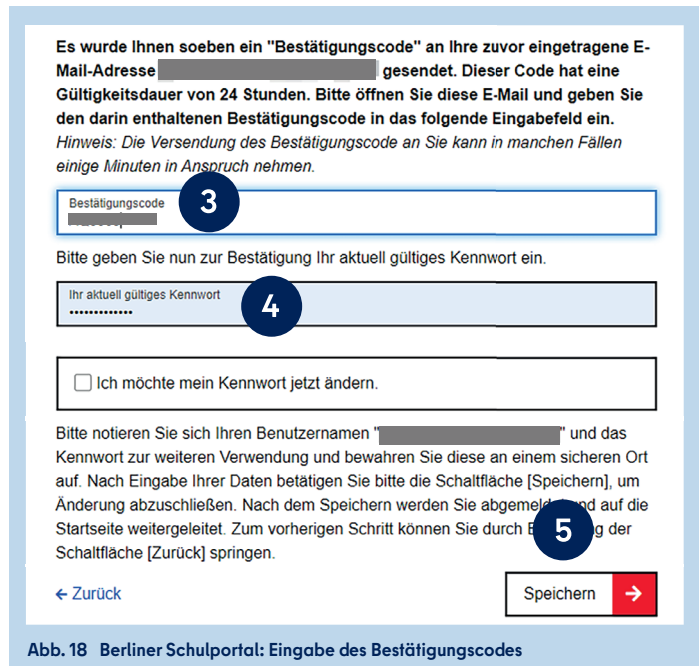 Es wurde Ihnen soeben ein "Bestätigungscode" an Ihre zuvor eingetragene E-
Mail-Adresse gesendet. Dieser Code hat eine
Gültigkeitsdauer von 24 Stunden. Bitte öffnen Sie diese E-Mail und geben Sie
den darin enthaltenen Bestätigungscode in das folgende Eingabefeld ein.
Hinweis: Die Versendung des Bestätigungscode an Sie kann in manchen Fällen
einige Minuten in Anspruch nehmen.
Bestätigungscode
3
Bitte geben Sie nun zur Bestätigung Ihr aktuell gültiges Kennwort ein.
Ihr aktuell gültiges Kennwort
4
•••••••••••••
Ich möchte mein Kennwort jetzt ändern.
Bitte notieren Sie sich Ihren Benutzernamen " " und das
Kennwort zur weiteren Verwendung und bewahren Sie diese an einem sicheren Ort
auf. Nach Eingabe Ihrer Daten betätigen Sie bitte die Schaltfläche [Speichern], um
Änderung abzuschließen. Nach dem Speichern werden Sie und auf die
Startseite weitergeleitet. Zum vorherigen Schritt können Sie durch der
Schaltfläche [Zurück] springen.
5
← Zurück
Speichern →
Abb. 18 Berliner Schulportal: Eingabe des Bestätigungscodes